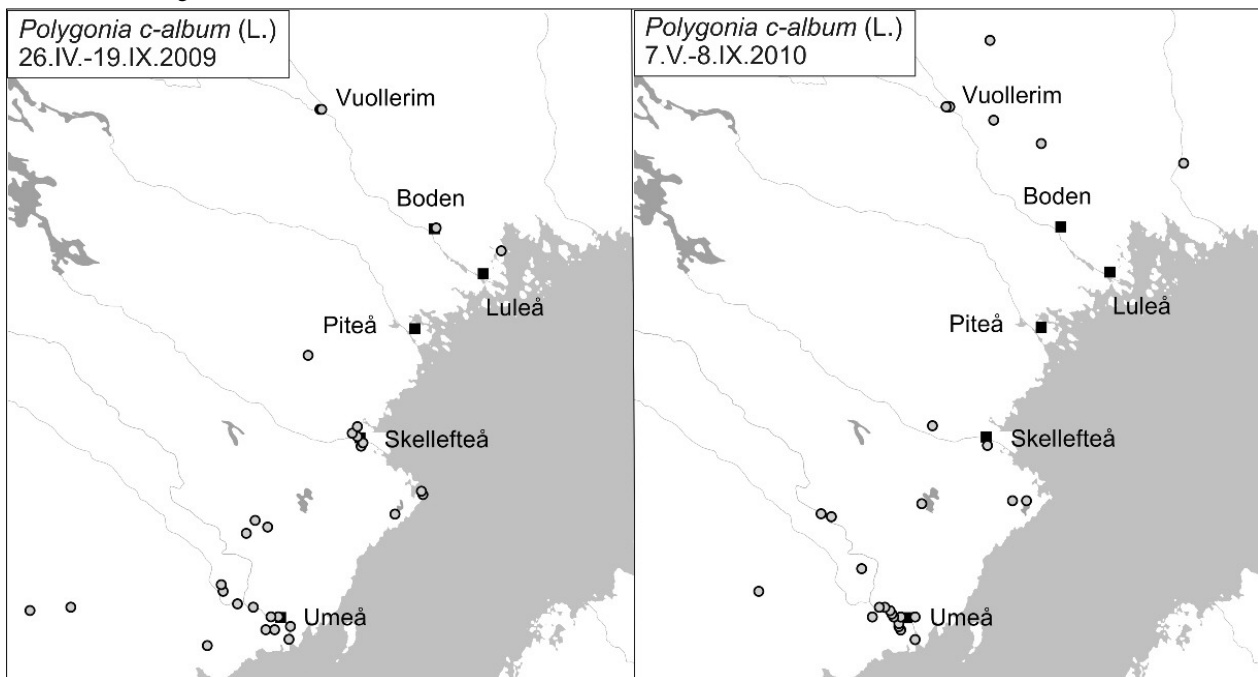 Polygonia c-album (L.)
26.IV.-19.IX.2009
Vuollerim
Boden
Luleå
Piteå
Skellefteå
Umeå
Polygonia c-album (L.)
7.V.-8.IX.2010
Vuollerim
Boden
Luleå
Piteå
Skellefteå
Umeå